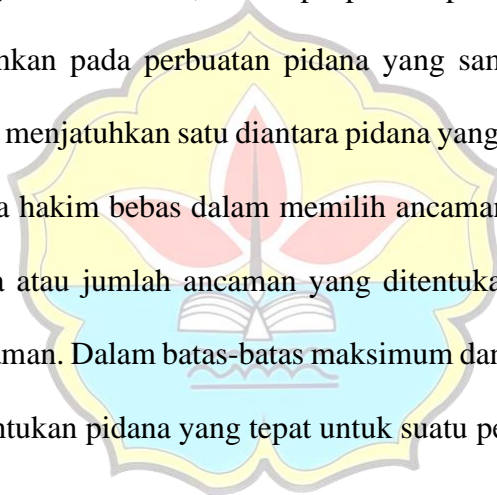 hkan pada perbuatan pidana yang sam
menjatuhkan satu diantara pidana yang
a hakim bebas dalam memilih ancaman
a atau jumlah ancaman yang ditentuka
aman. Dalam batas-batas maksimum dan
ntukan pidana yang tepat untuk suatu pe